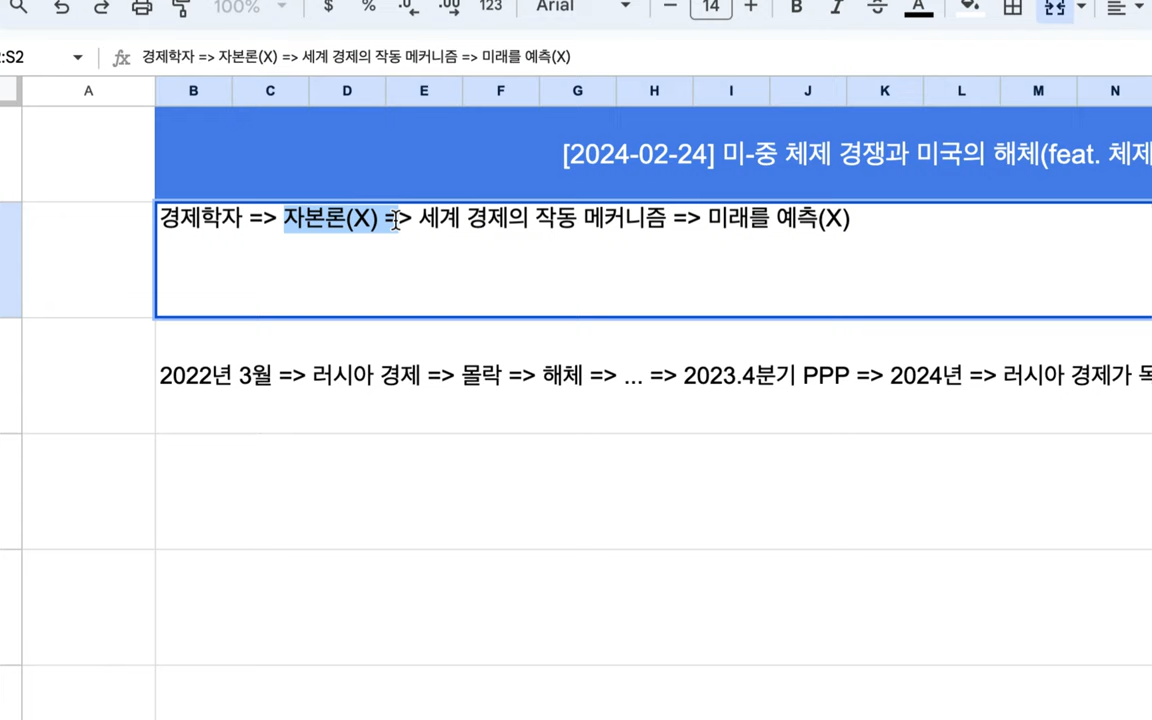 100% $ % .0 .00 123 Arial 14 B I A
:S2 fx 경제학자 => 자본론(X) => 세계 경제의 작동 메커니즘 => 미래를 예측(X)
A B C D E F G H I J K L M N
[2024-02-24] 미-중 체제 경쟁과 미국의 해체(feat. 체제
경제학자 => 자본론(X) => 세계 경제의 작동 메커니즘 => 미래를 예측(X)
2022년 3월 => 러시아 경제 => 몰락 => 해체 => ... => 2023.4분기 PPP => 2024년 => 러시아 경제가 독